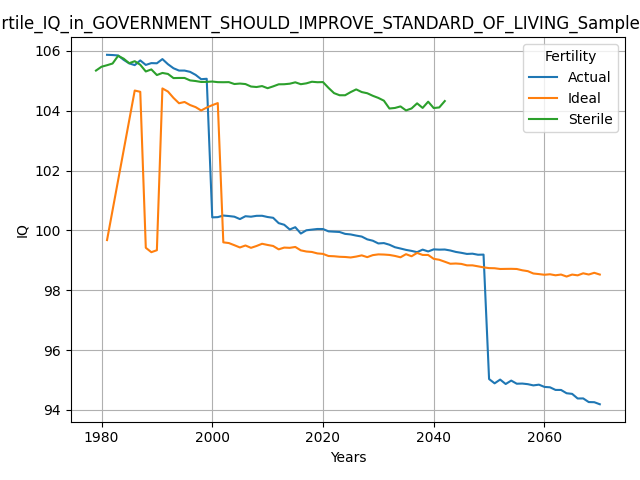 rtile_IQ_in_GOVERNMENT_SHOULD_IMPROVE_STANDARD_OF_LIVING_Sample
Fertility
Actual
Ideal
Sterile
IQ
106
104
102
100
98
96
94
1980
2000
2020
2040
2060
Years